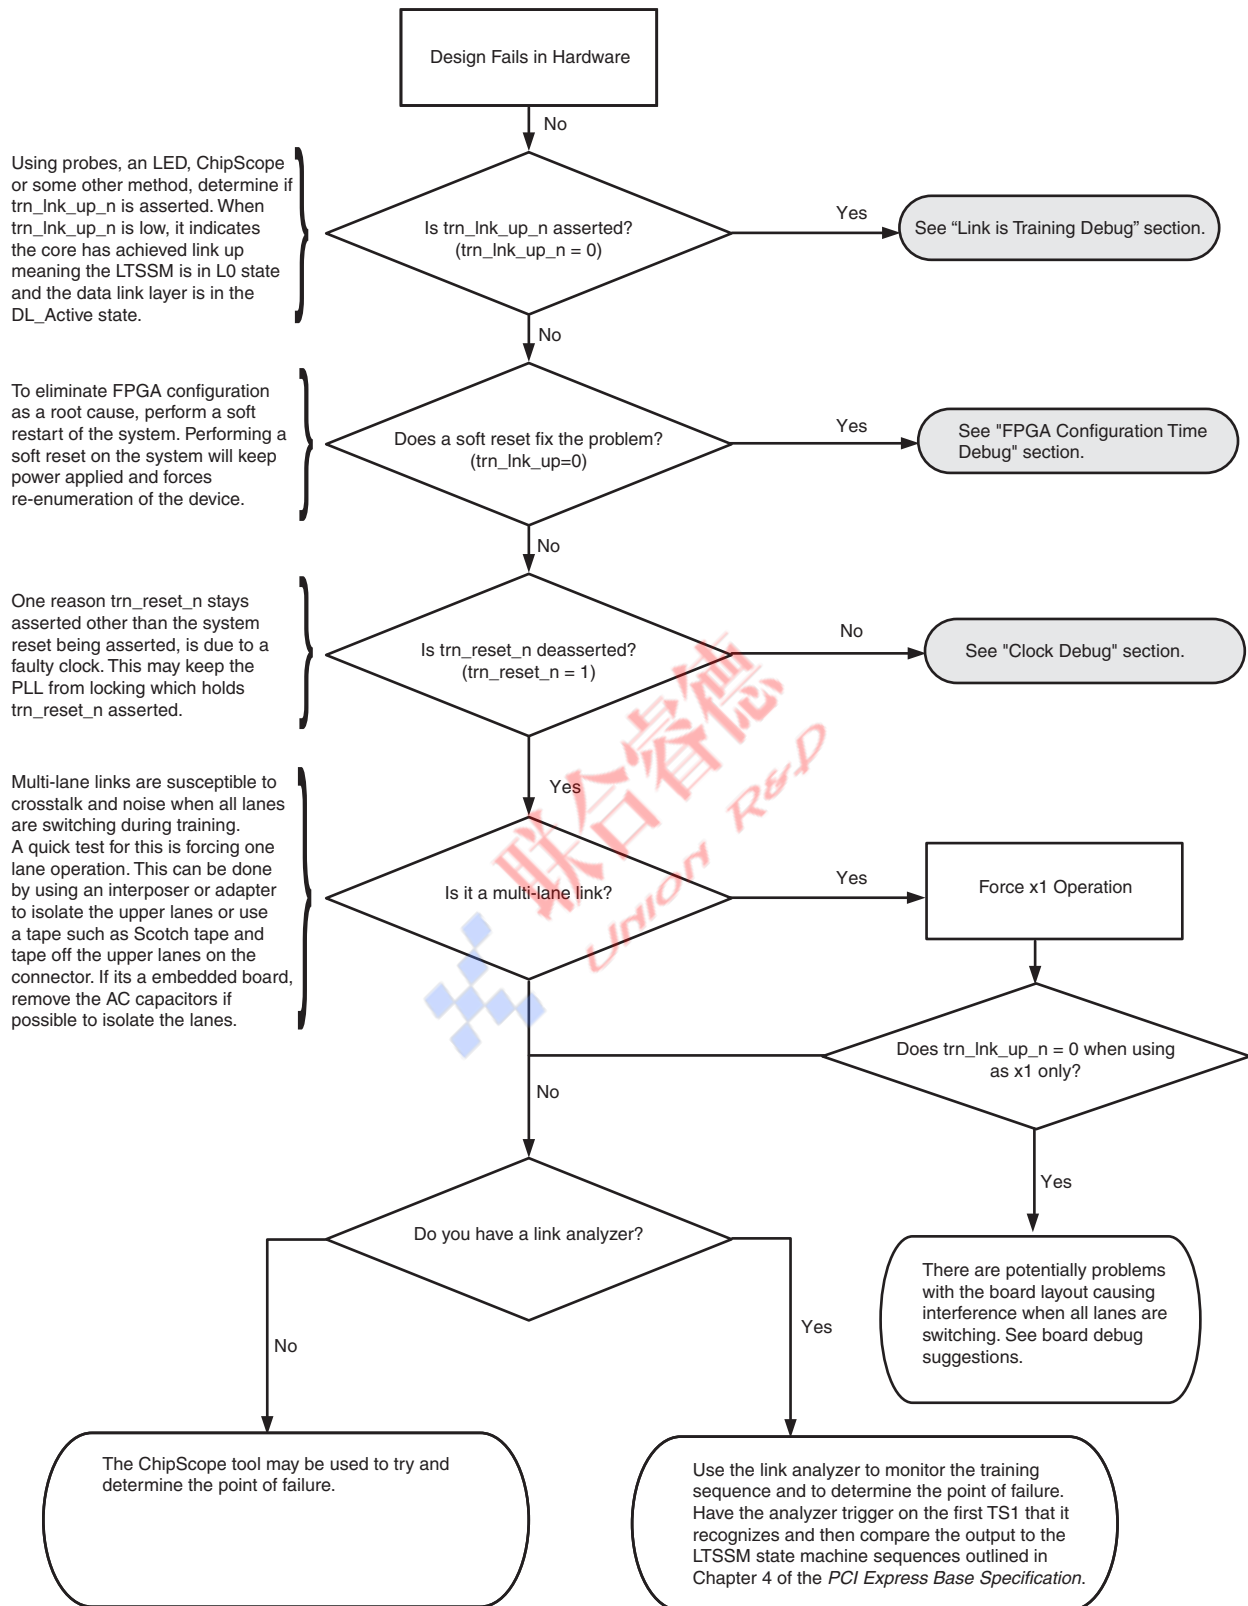 Design Fails in Hardware
No
Using probes, an LED, ChipScope
or some other method, determine if
trn_lnk_up_n is asserted. When
trn_lnk_up_n is low, it indicates
the core has achieved link up
meaning the LTSSM is in L0 state
and the data link layer is in the
DL_Active state.
Is trn_lnk_up_n asserted?
(trn_lnk_up_n = 0)
Yes
See “Link is Training Debug” section.
No
To eliminate FPGA configuration
as a root cause, perform a soft
restart of the system. Performing a
soft reset on the system will keep
power applied and forces
re-enumeration of the device.
Does a soft reset fix the problem?
(trn_lnk_up=0)
Yes
See "FPGA Configuration Time
Debug" section.
No
One reason trn_reset_n stays
asserted other than the system
reset being asserted, is due to a
faulty clock. This may keep the
PLL from locking which holds
trn_reset_n asserted.
Is trn_reset_n deasserted?
(trn_reset_n = 1)
No
See "Clock Debug" section.
Yes
Multi-lane links are susceptible to
crosstalk and noise when all lanes
are switching during training.
A quick test for this is forcing one
lane operation. This can be done
by using an interposer or adapter
to isolate the upper lanes or use
a tape such as Scotch tape and
tape off the upper lanes on the
connector. If its a embedded board,
remove the AC capacitors if
possible to isolate the lanes.
Is it a multi-lane link?
Yes
Force x1 Operation
联合睿德
UNION R&D
Does trn_lnk_up_n = 0 when using
as x1 only?
No
Yes
Do you have a link analyzer?
There are potentially problems
with the board layout causing
interference when all lanes are
switching. See board debug
suggestions.
No
Yes
The ChipScope tool may be used to try and
determine the point of failure.
Use the link analyzer to monitor the training
sequence and to determine the point of failure.
Have the analyzer trigger on the first TS1 that it
recognizes and then compare the output to the
LTSSM state machine sequences outlined in
Chapter 4 of the PCI Express Base Specification.